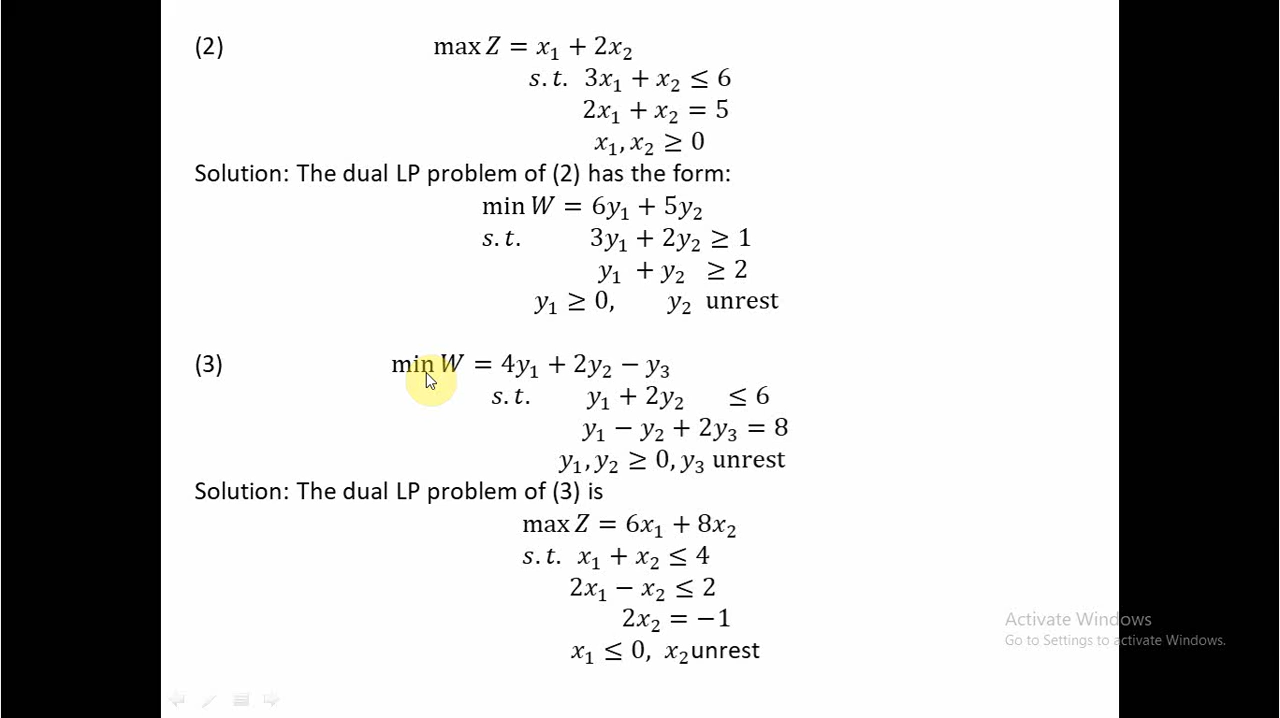 (2) max Z = x₁ + 2x₂
s.t. 3x₁ + x₂ ≤ 6
2x₁ + x₂ = 5
x₁, x₂ ≥ 0
Solution: The dual LP problem of (2) has the form:
min W = 6y₁ + 5y₂
s.t. 3y₁ + 2y₂ ≥ 1
y₁ + y₂ ≥ 2
y₁ ≥ 0, y₂ unrest
(3) min W = 4y₁ + 2y₂ − y₃
s.t. y₁ + 2y₂ ≤ 6
y₁ − y₂ + 2y₃ = 8
y₁, y₂ ≥ 0, y₃ unrest
Solution: The dual LP problem of (3) is
max Z = 6x₁ + 8x₂
s.t. x₁ + x₂ ≤ 4
2x₁ − x₂ ≤ 2
2x₂ = −1
x₁ ≤ 0, x₂unrest
Activate Windows
Go to Settings to activate Windows.